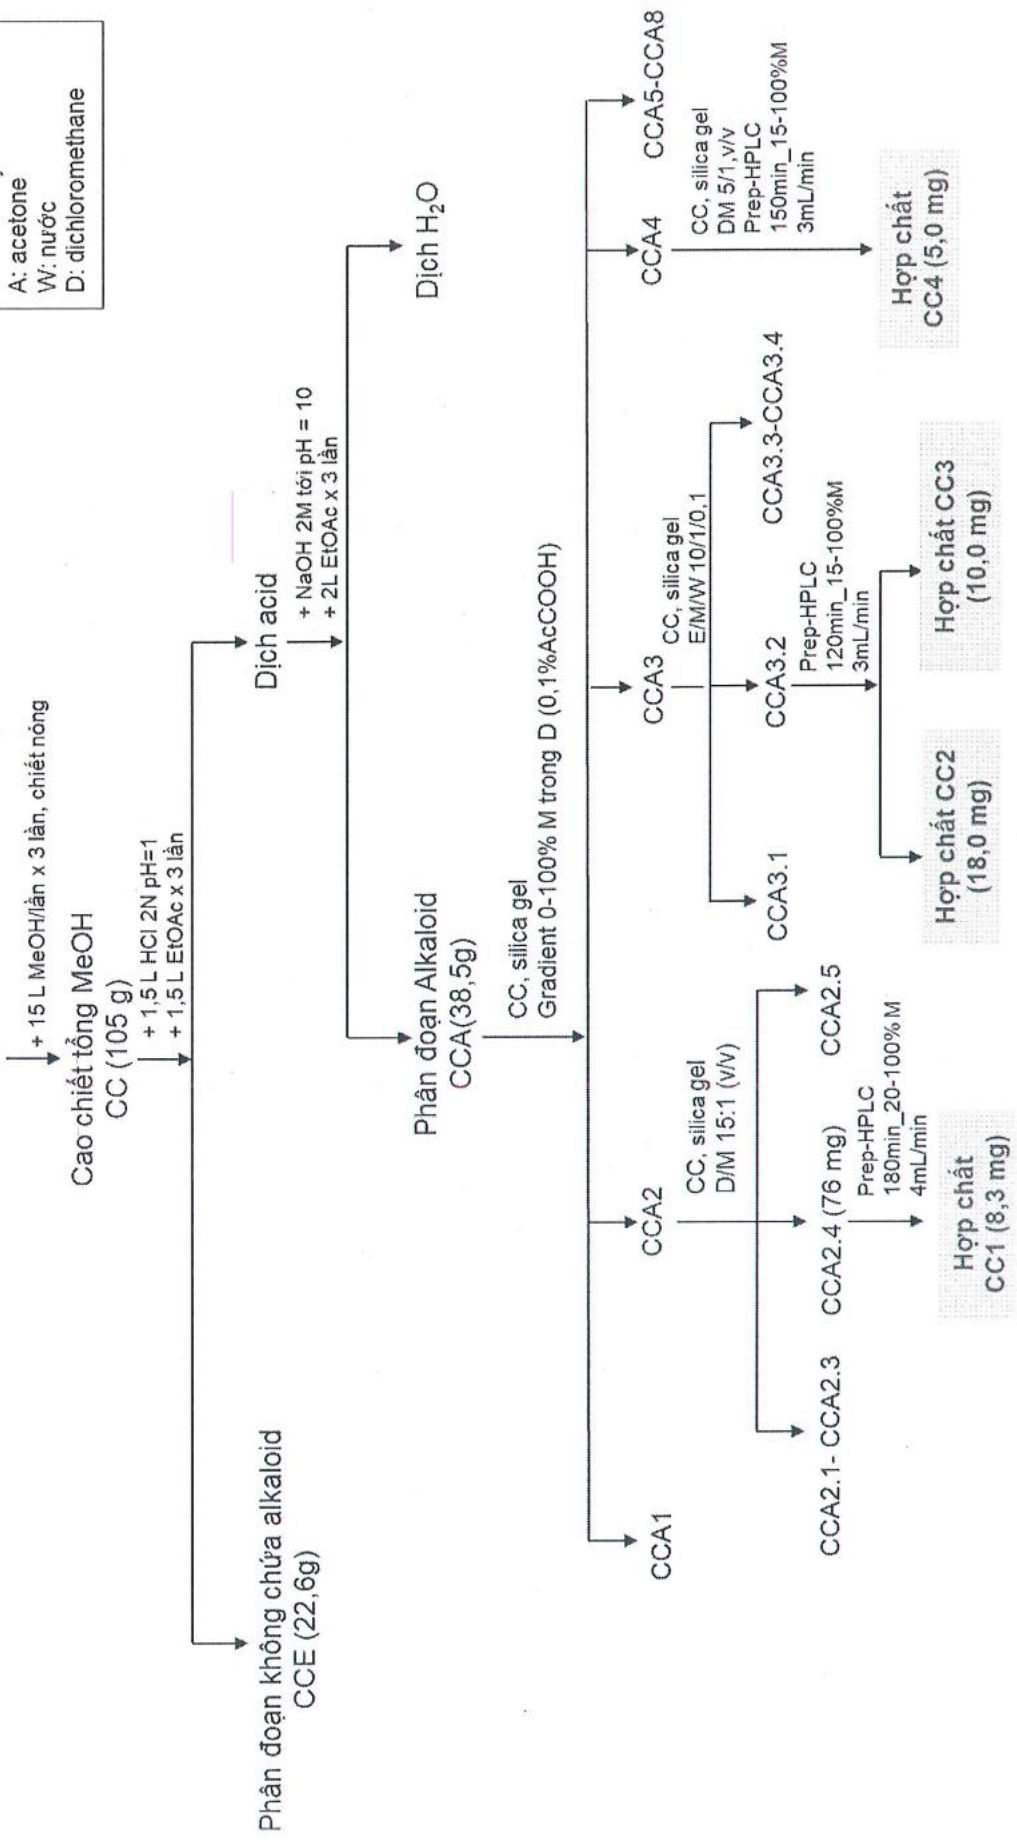 A: acetone
W: nước
D: dichloromethane
+ 15 L MeOH/lần x 3 lần, chiết nóng
Cao chiết tổng MeOH
CC (105 g)
+ 1,5 L HCl 2N pH=1
+ 1,5 L EtOAc x 3 lần
Phân đoạn không chứa alkaloid
CCE (22,6g)
Dịch acid
+ NaOH 2M tới pH = 10
+ 2L EtOAc x 3 lần
Phân đoạn Alkaloid
CCA(38,5g)
Dịch H₂O
CC, silica gel
Gradient 0-100% M trong D (0,1%AcCOOH)
CCA1
CCA2
CCA3
CCA4
CCA5-CCA8
CC, silica gel
D/M 15:1 (v/v)
CC, silica gel
E/M/W 10/1/0,1
CC, silica gel
DM 5/1,v/v
Prep-HPLC
150min_15-100%M
3mL/min
CCA2.1- CCA2.3
CCA2.4 (76 mg)
CCA2.5
CCA3.1
CCA3.2
CCA3.3-CCA3.4
Prep-HPLC
180min_20-100% M
4mL/min
Prep-HPLC
120min_15-100%M
3mL/min
Hợp chất
CC1 (8,3 mg)
Hợp chất CC2
(18,0 mg)
Hợp chất CC3
(10,0 mg)
Hợp chất
CC4 (5,0 mg)